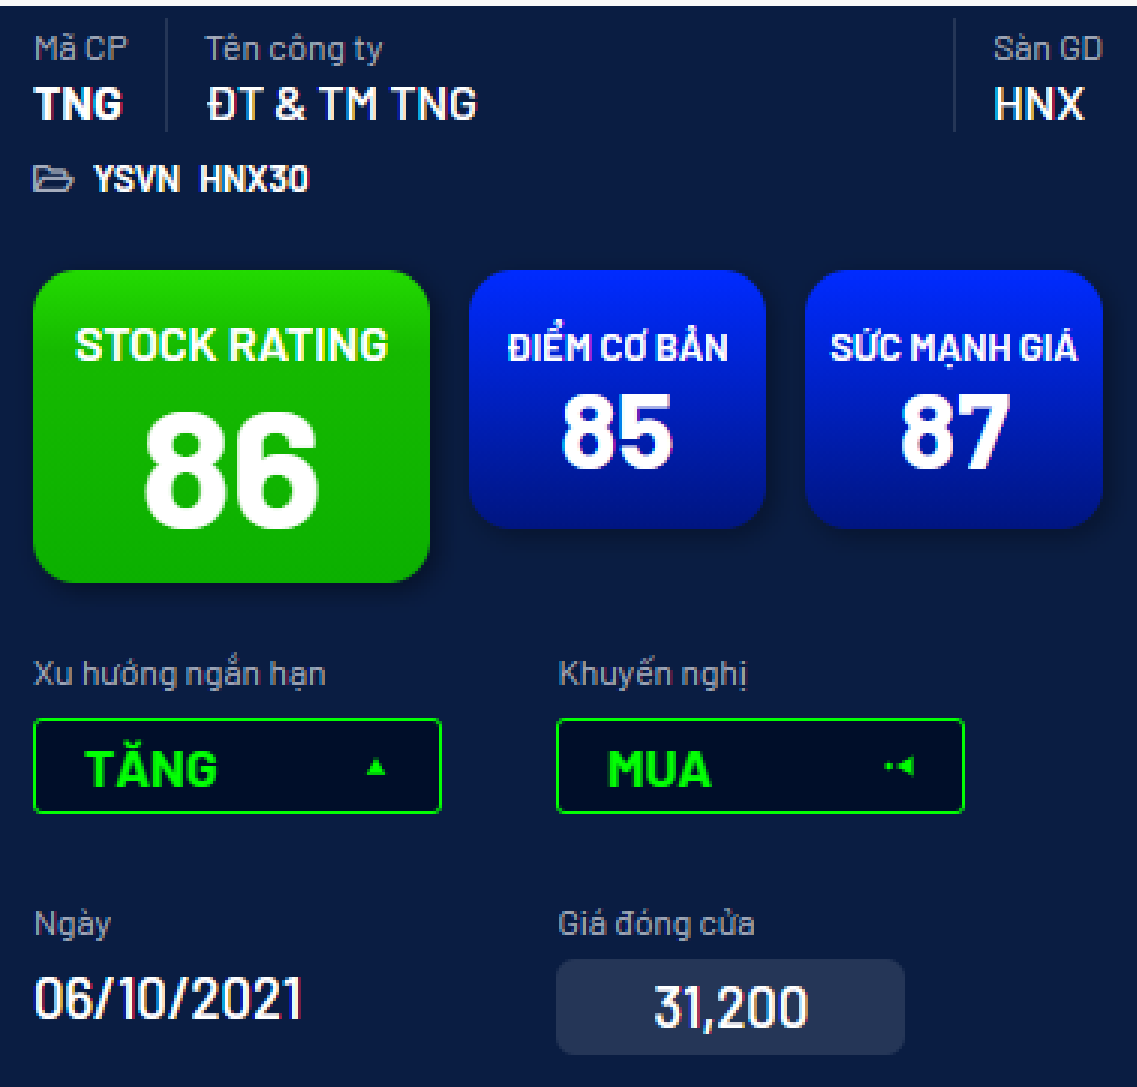 Mã CP
Tên công ty
Sàn GD
TNG
ĐT & TM TNG
HNX
YSVN HNX30
STOCK RATING
86
ĐIỂM CƠ BẢN
85
SỨC MẠNH GIÁ
87
Xu hướng ngắn hạn
Khuyến nghị
TĂNG
MUA
Ngày
Giá đóng cửa
06/10/2021
31,200